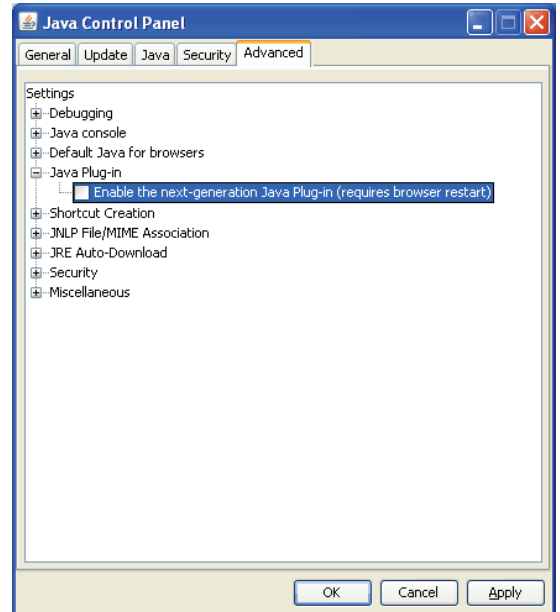 Java Control Panel
General Update Java Security Advanced
Settings
Debugging
Java console
Default Java for browsers
Java Plug-in
Enable the next-generation Java Plug-in (requires browser restart)
Shortcut Creation
JNLP File/MIME Association
JRE Auto-Download
Security
Miscellaneous
OK Cancel Apply